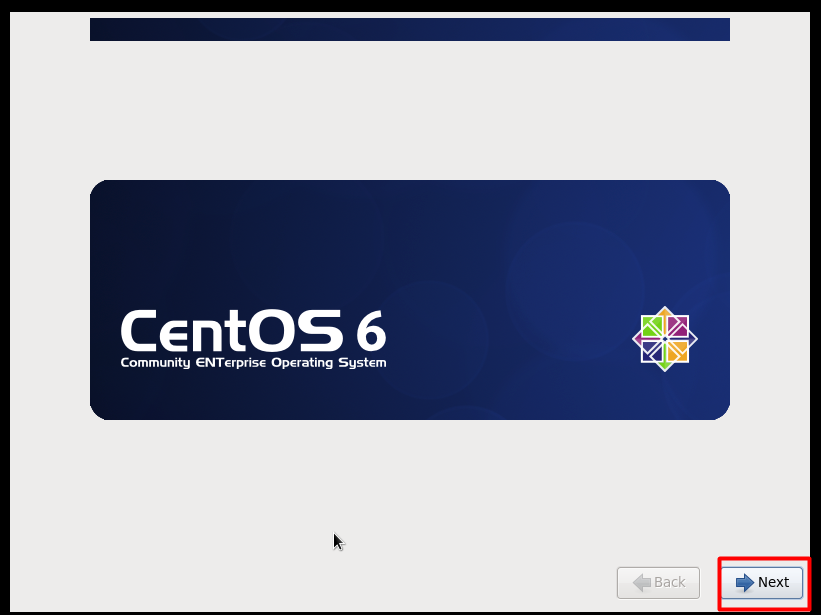 CentOS 6
Community ENTerprise Operating System
Back
Next